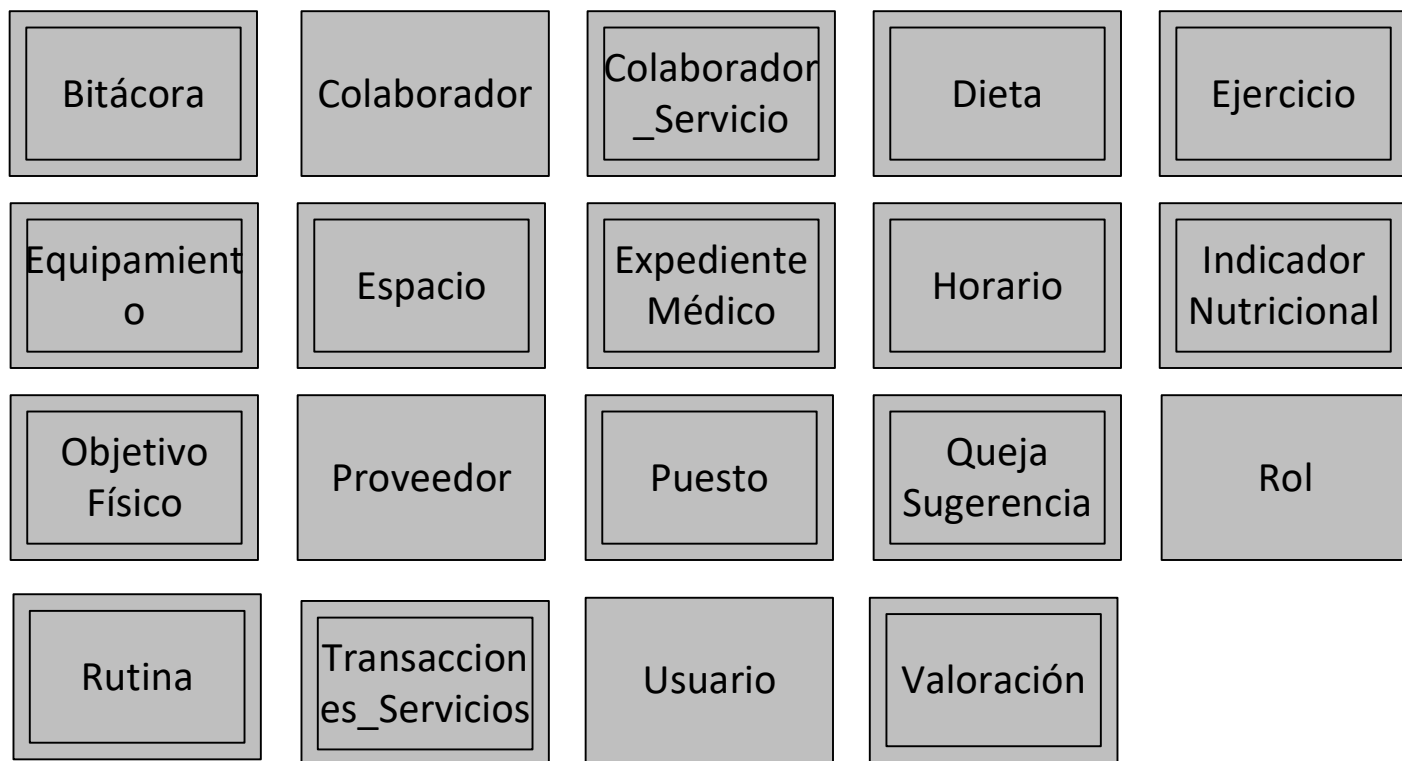 Bitácora
Colaborador
Colaborador
_Servicio
Dieta
Ejercicio
Equipamient
o
Espacio
Expediente
Médico
Horario
Indicador
Nutricional
Objetivo
Físico
Proveedor
Puesto
Queja
Sugerencia
Rol
Rutina
Transaccion
es_Servicios
Usuario
Valoración